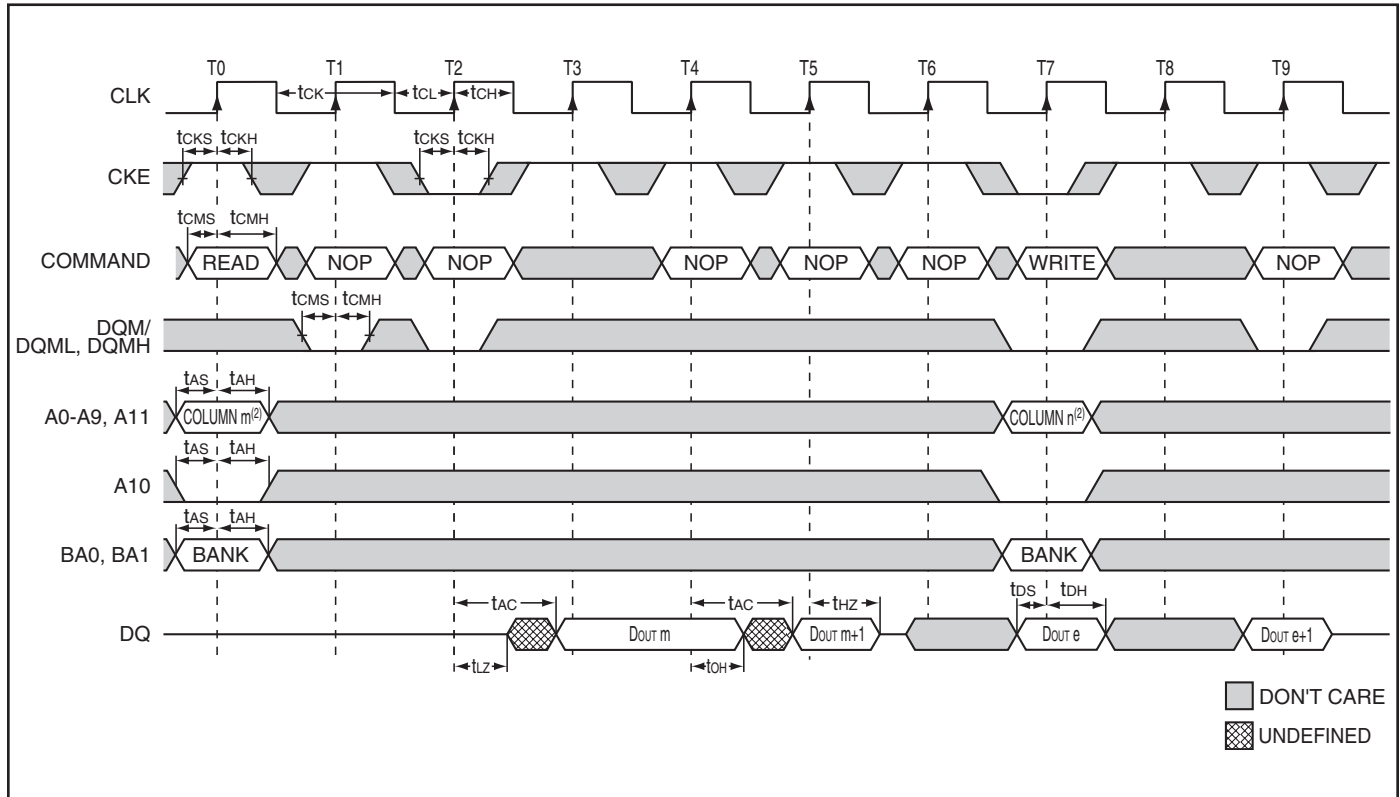 T0 T1 T2 T3 T4 T5 T6 T7 T8 T9
CLK
tCK tCL tCH
tCKS tCKH tCKS tCKH
CKE
tCMS tCMH
COMMAND READ NOP NOP NOP NOP NOP WRITE NOP
tCMS tCMH
DQM/
DQML, DQMH
tAS tAH
A0-A9, A11 COLUMN m(2) COLUMN n(2)
tAS tAH
A10
tAS tAH
BA0, BA1 BANK BANK
tAC tAC tHZ tDS tDH
DQ DOUT m DOUT m+1 DOUT e DOUT e+1
tLZ tOH
DON'T CARE
UNDEFINED